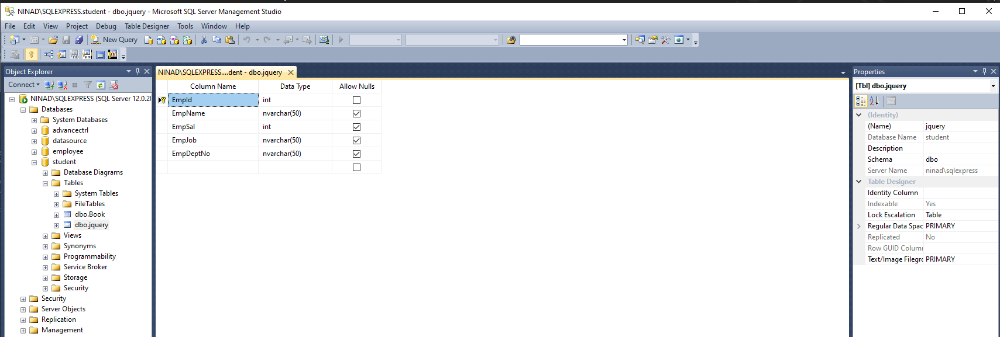 NINAD\SQLEXPRESS.student - dbo.jquery - Microsoft SQL Server Management Studio
File Edit View Project Debug Table Designer Tools Window Help
New Query
Object Explorer
Connect
NINAD\SQLEXPRESS (SQL Server 12.0.20
Databases
System Databases
advancectrl
datasource
employee
student
Database Diagrams
Tables
System Tables
FileTables
dbo.Book
dbo.jquery
Views
Synonyms
Programmability
Service Broker
Storage
Security
Security
Server Objects
Replication
Management
NINAD\SQLEXPRESS....dent - dbo.jquery
Column Name Data Type Allow Nulls
EmpId int
EmpName nvarchar(50)
EmpSal int
EmpJob nvarchar(50)
EmpDeptNo nvarchar(50)
Properties
[Tbl] dbo.jquery
(Identity)
(Name) jquery
Database Name student
Description
Schema dbo
Server Name ninad\sqlexpress
Table Designer
Identity Column
Indexable Yes
Lock Escalation Table
Regular Data Spac PRIMARY
Replicated No
Row GUID Colum
Text/Image Filegr PRIMARY